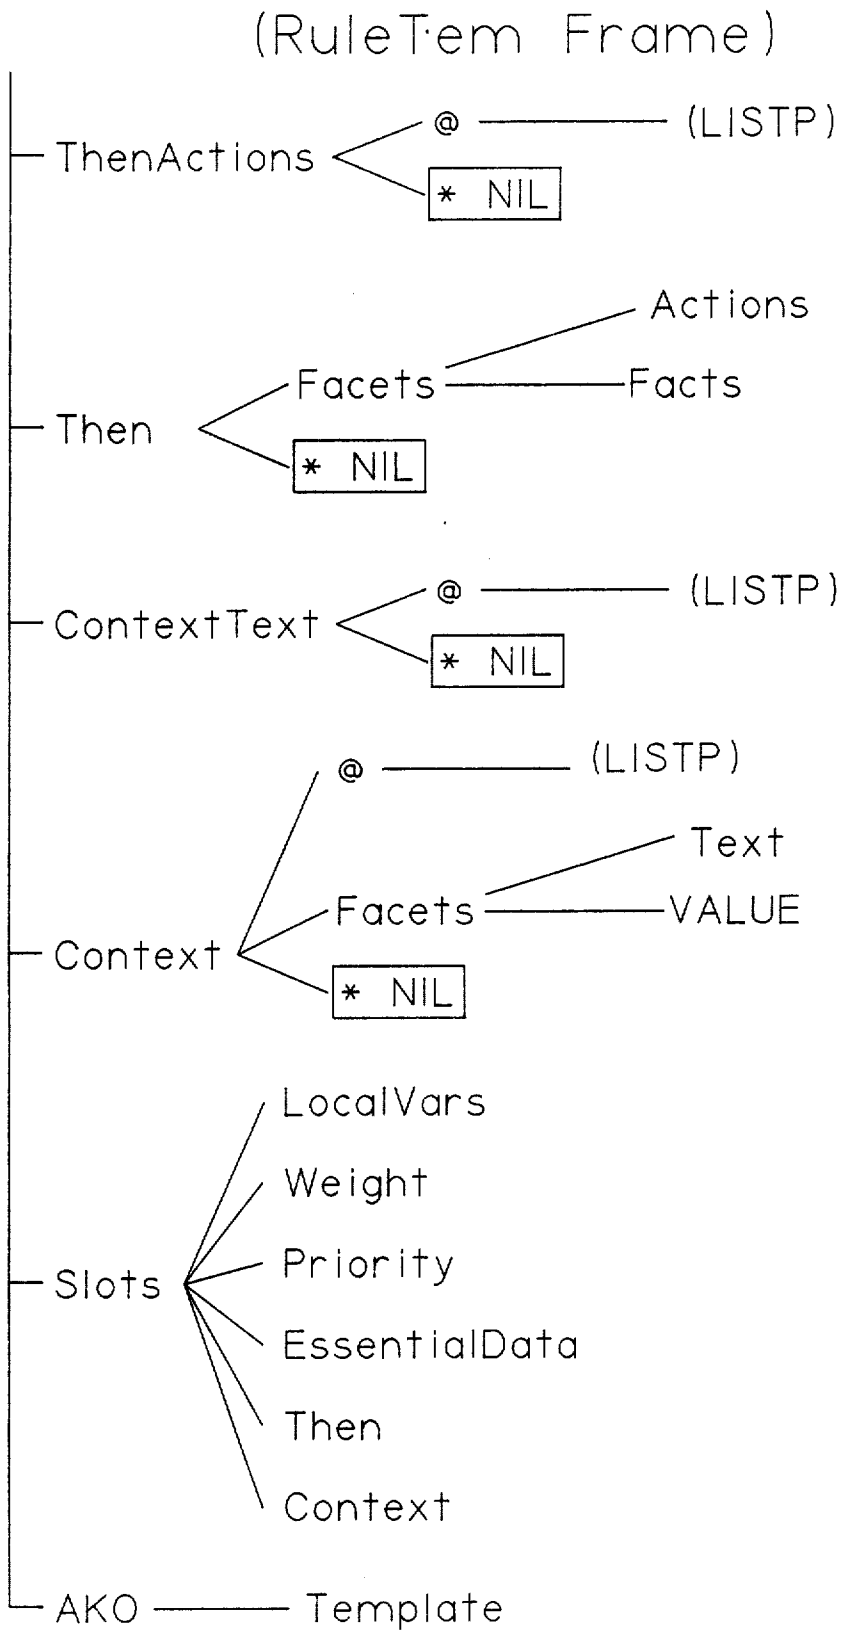 (RuleTem Frame)
@ (LISTP)
ThenActions
* NIL
Actions
Facets Facts
Then
* NIL
@ (LISTP)
ContextText
* NIL
@ (LISTP)
Text
Facets VALUE
Context
* NIL
LocalVars
Weight
Priority
Slots
EssentialData
Then
Context
AKO Template